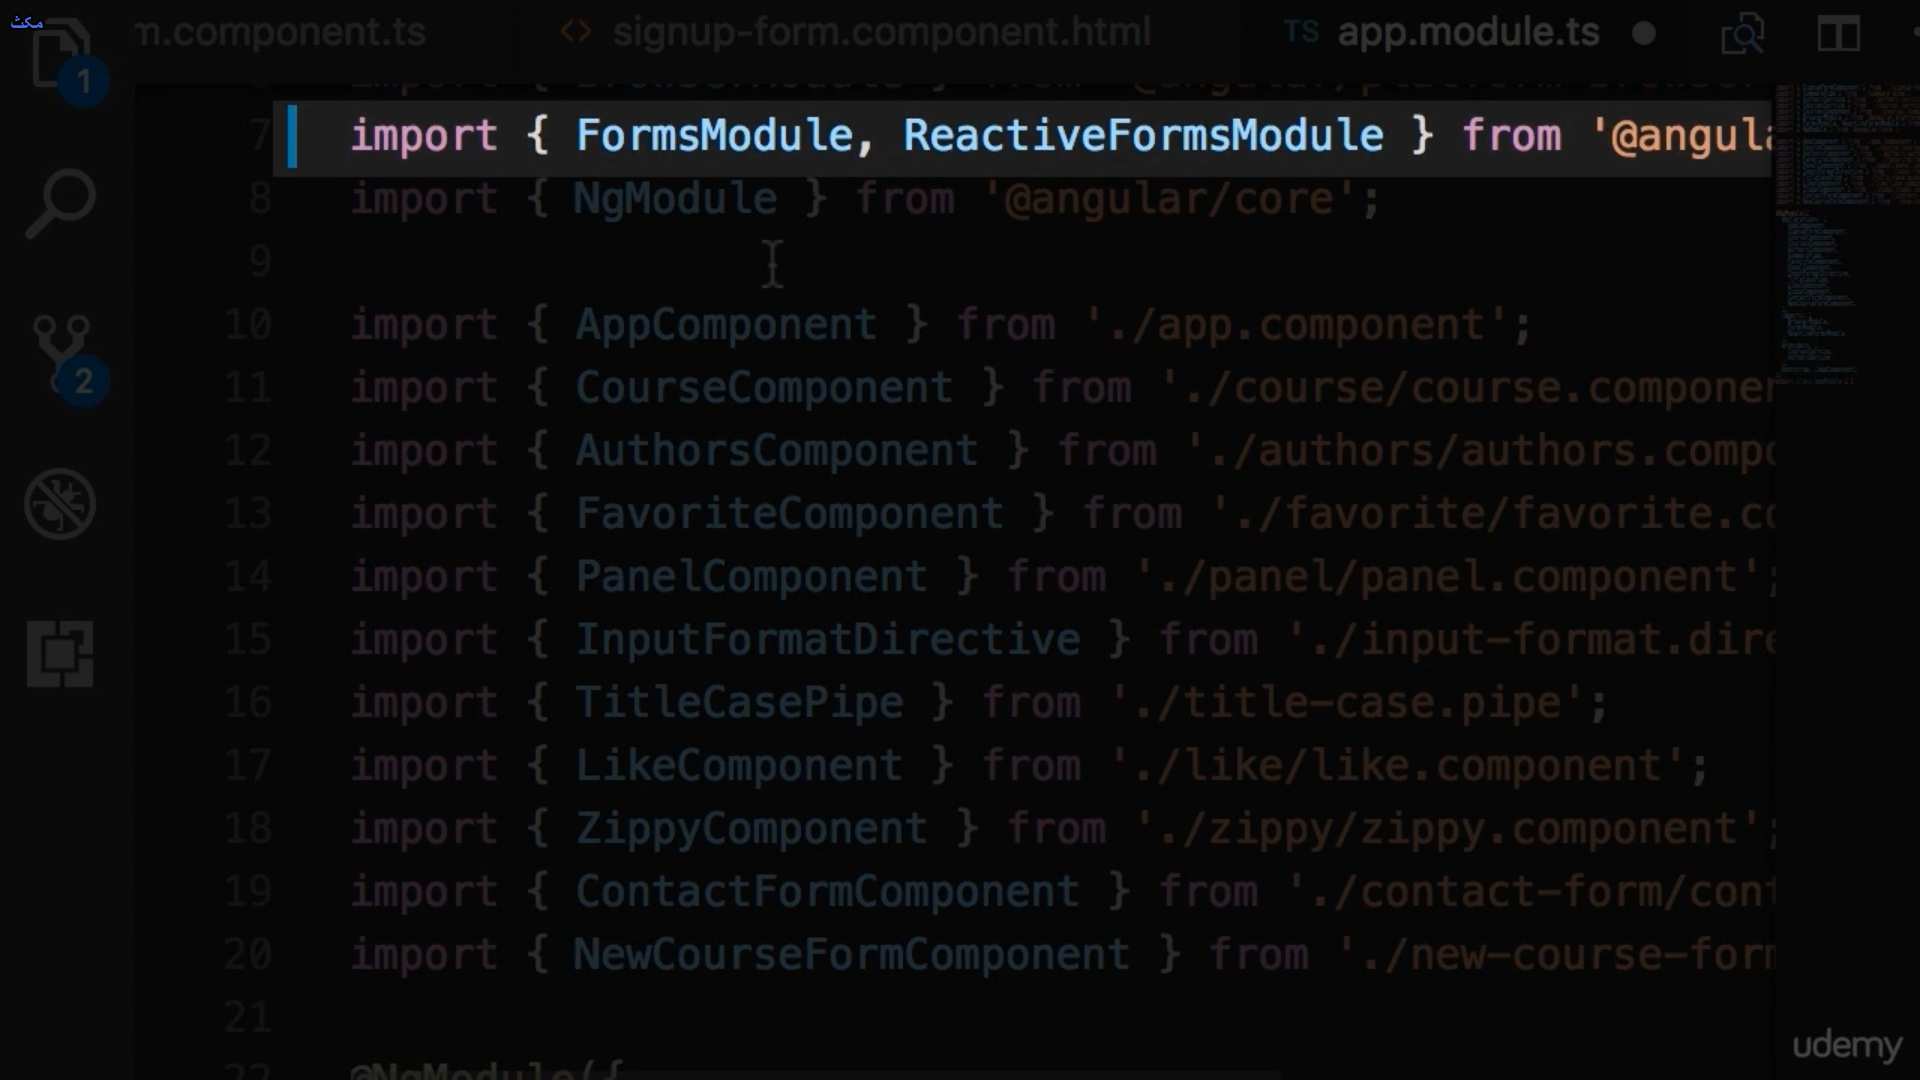 مكث
m.component.ts <> signup-form.component.html TS app.module.ts
1
7 import { FormsModule, ReactiveFormsModule } from '@angula
8 import { NgModule } from '@angular/core';
9
10 import { AppComponent } from './app.component';
11 import { CourseComponent } from './course/course.componen
12 import { AuthorsComponent } from './authors/authors.compo
13 import { FavoriteComponent } from './favorite/favorite.co
14 import { PanelComponent } from './panel/panel.component';
15 import { InputFormatDirective } from './input-format.dire
16 import { TitleCasePipe } from './title-case.pipe';
17 import { LikeComponent } from './like/like.component';
18 import { ZippyComponent } from './zippy/zippy.component';
19 import { ContactFormComponent } from './contact-form/cont
20 import { NewCourseFormComponent } from './new-course-form
21
22 @NgModule({
2
udemy